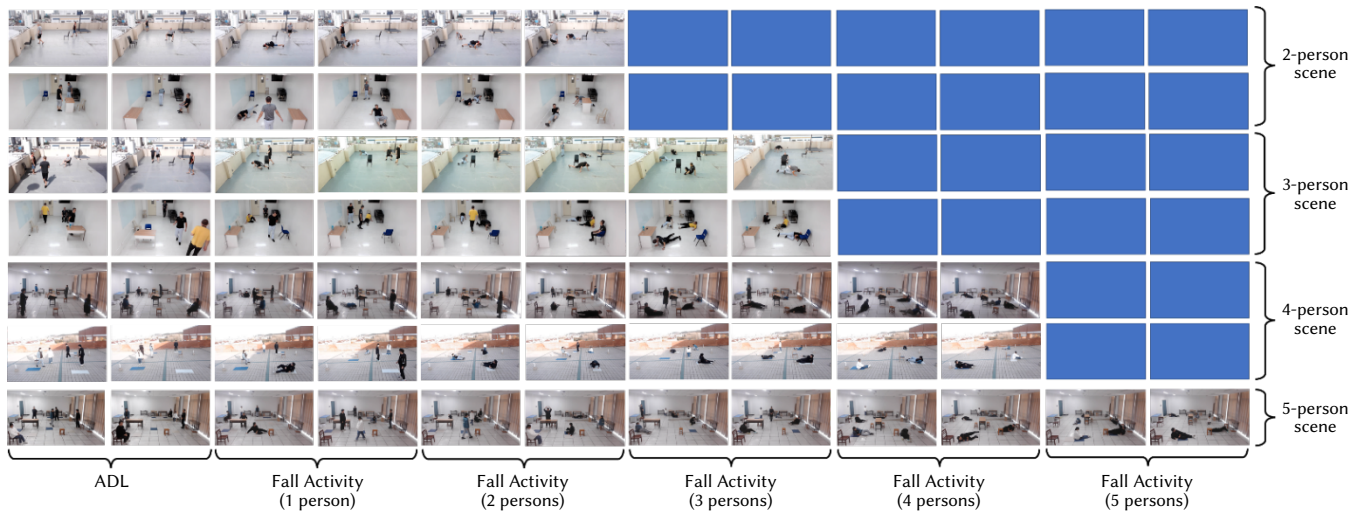 2-person
scene
3-person
scene
4-person
scene
5-person
scene
ADL
Fall Activity
(1 person)
Fall Activity
(2 persons)
Fall Activity
(3 persons)
Fall Activity
(4 persons)
Fall Activity
(5 persons)